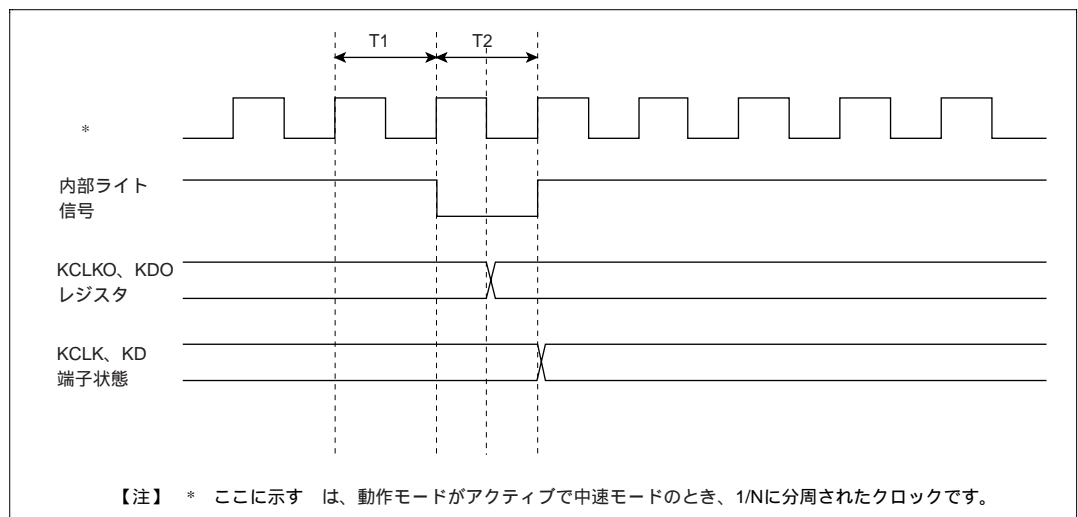 T1 T2
*
内部ライト
信号
KCLKO、KDO
レジスタ
KCLK、KD
端子状態
【注】 * ここに示す は、動作モードがアクティブで中速モードのとき、1/Nに分周されたクロックです。